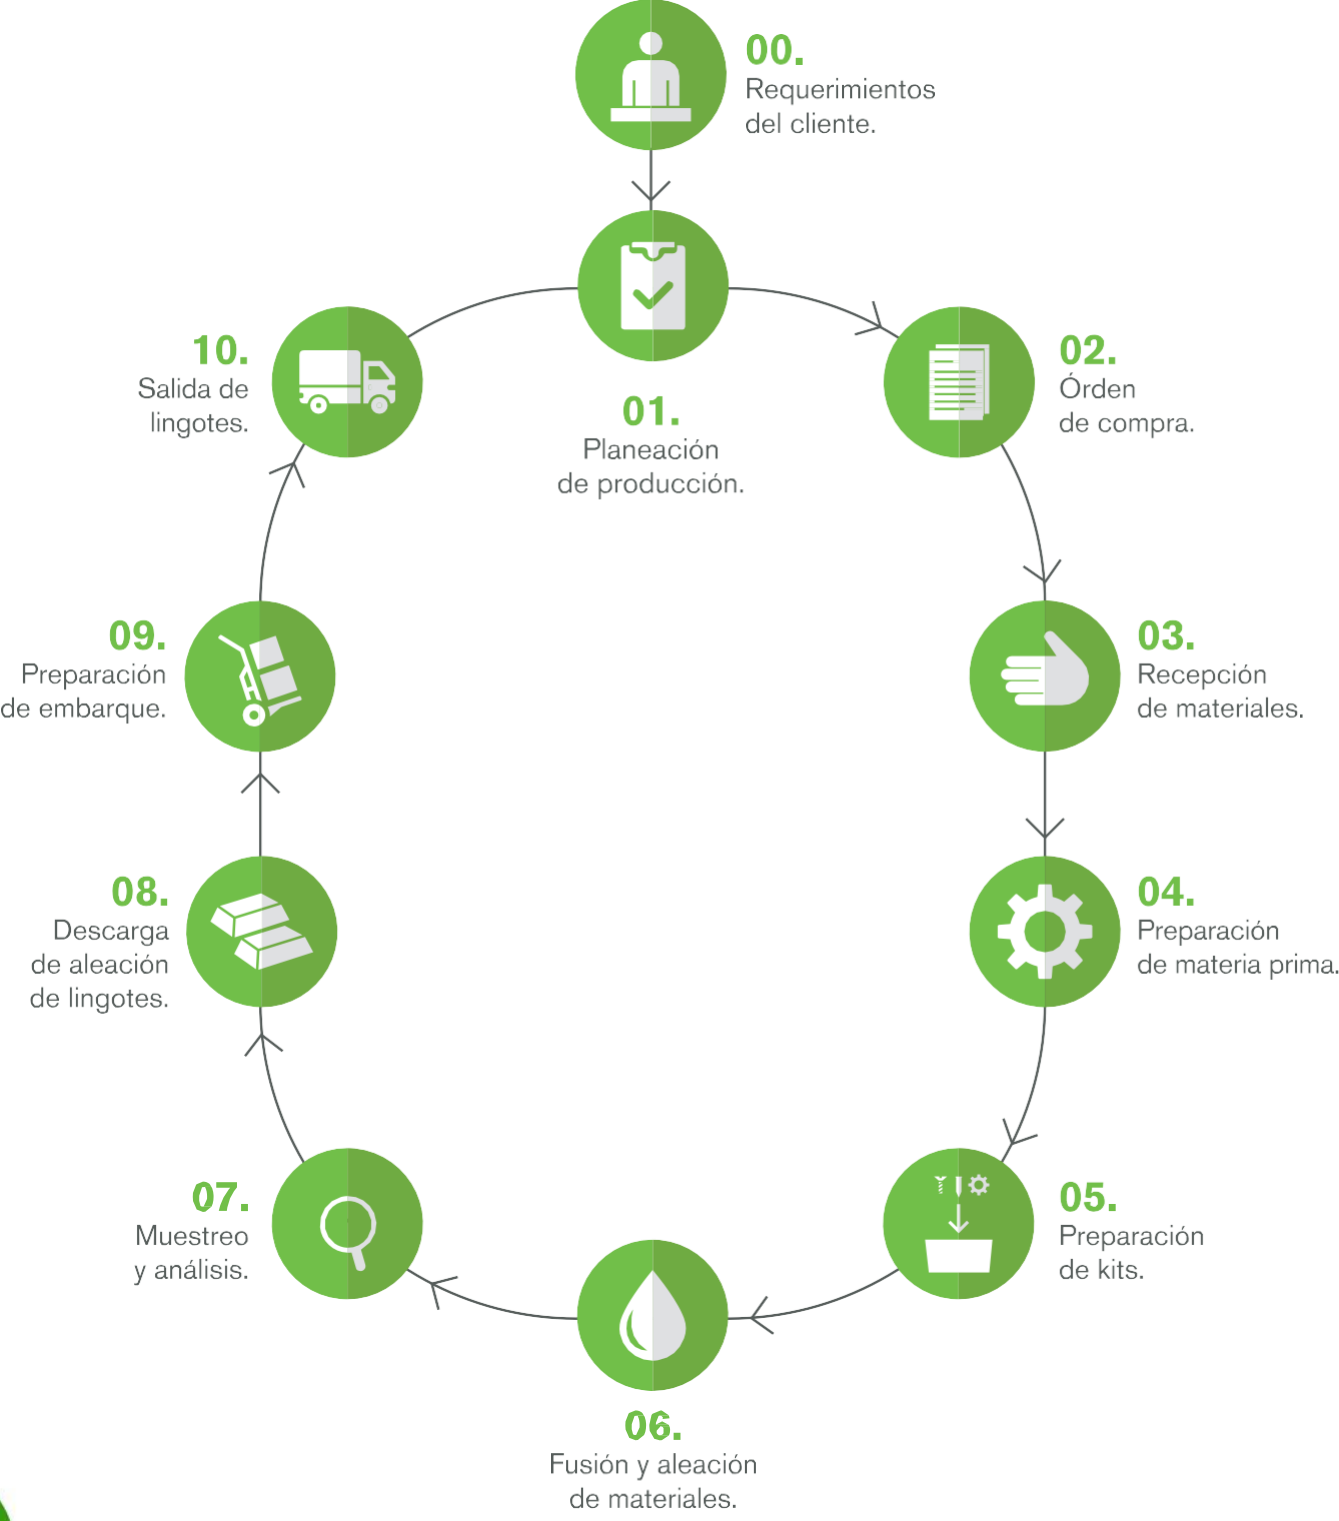 00.
Requerimientos
del cliente.
01.
Planeación
de producción.
02.
Órden
de compra.
03.
Recepción
de materiales.
04.
Preparación
de materia prima.
05.
Preparación
de kits.
06.
Fusión y aleación
de materiales.
07.
Muestreo
y análisis.
08.
Descarga
de aleación
de lingotes.
09.
Preparación
de embarque.
10.
Salida de
lingotes.